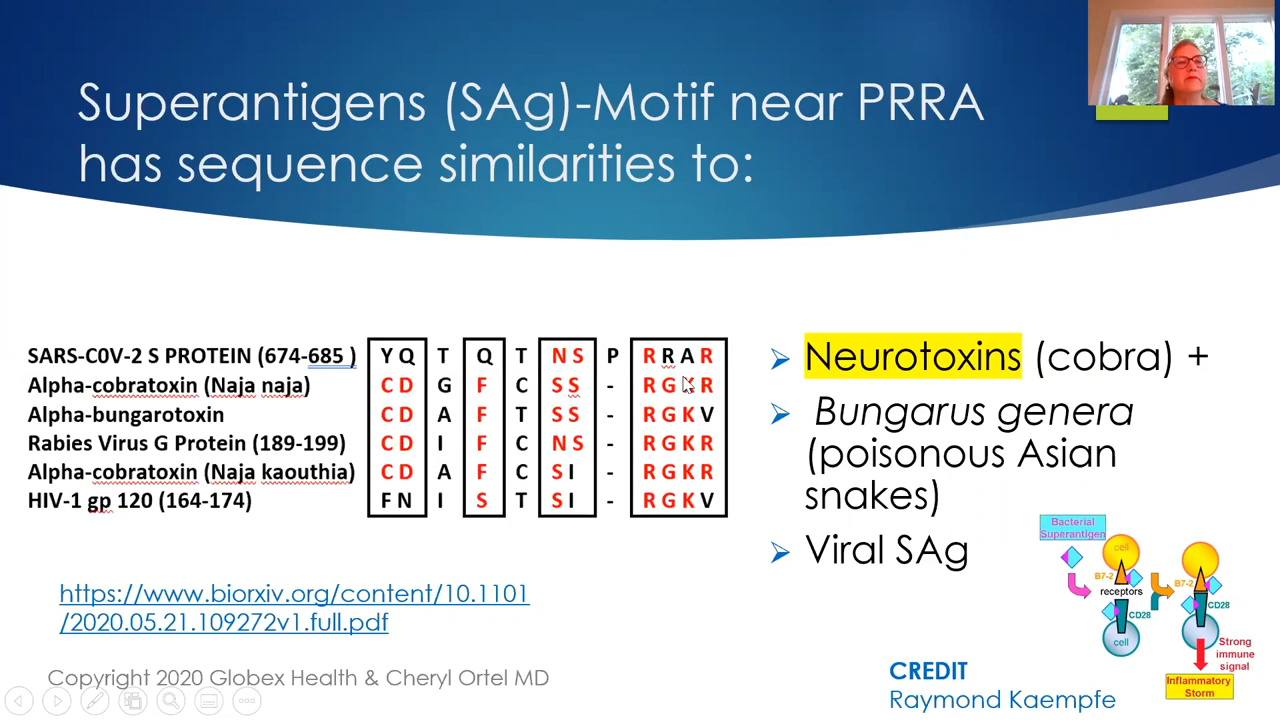 Superantigens (SAg)-Motif near PRRA
has sequence similarities to:
SARS-C0V-2 S PROTEIN (674-685 ) Y Q T Q T N S P R R A R
Alpha-cobratoxin (Naja naja) C D G F C S S - R G K R
Alpha-bungarotoxin C D A F T S S - R G K V
Rabies Virus G Protein (189-199) C D I F C N S - R G K R
Alpha-cobratoxin (Naja kaouthia) C D A F C S I - R G K R
HIV-1 gp 120 (164-174) F N I S T S I - R G K V
Neurotoxins (cobra) +
Bungarus genera
(poisonous Asian
snakes)
Viral SAg
https://www.biorxiv.org/content/10.1101
/2020.05.21.109272v1.full.pdf
Bacterial
Superantigen
cell
B7-2
receptors
CD28
cell
B7-2
CD28
Strong
immune
signal
Inflammatory
Storm
CREDIT
Raymond Kaempfe
Copyright 2020 Globex Health & Cheryl Ortel MD